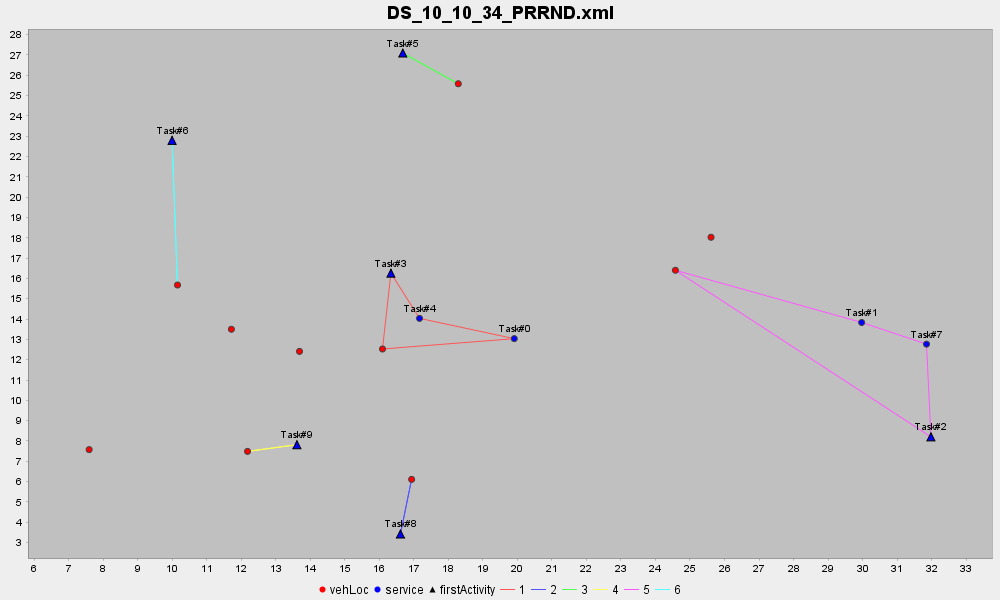 DS_10_10_34_PRRND.xml
28
27
26
25
24
23
22
21
20
19
18
17
16
15
14
13
12
11
10
9
8
7
6
5
4
3
Task#5
Task#6
Task#3
Task#4
Task#0
Task#1
Task#7
Task#2
Task#9
Task#8
6 7 8 9 10 11 12 13 14 15 16 17 18 19 20 21 22 23 24 25 26 27 28 29 30 31 32 33
vehLoc service firstActivity 1 2 3 4 5 6